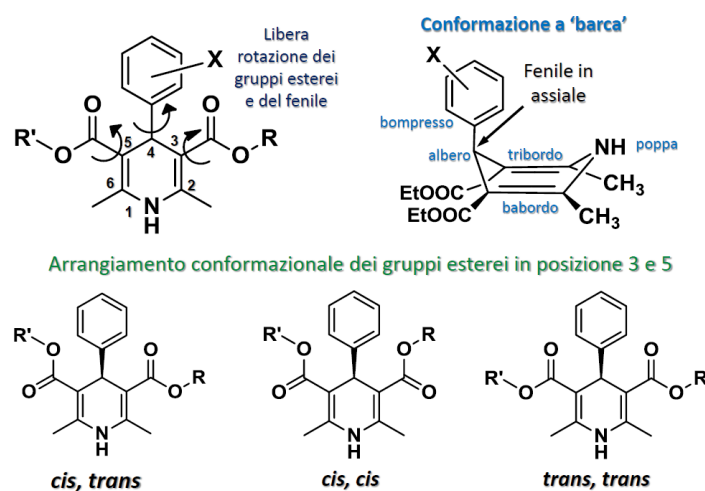 Libera
rotazione dei
gruppi esterei
e del fenile
X
O
O
R'
O
O
R
5
4
3
6
2
1
N
H
Conformazione a ‘barca’
X
Fenile in
assiale
bompresso
NH
poppa
albero
tribordo
EtOOC
CH3
EtOOC
babordo
CH3
Arrangiamento conformazionale dei gruppi esterei in posizione 3 e 5
R'
O
O
O
O
R
N
H
cis, trans
R'
R
O
O
O
O
N
H
cis, cis
O
O
R'
O
O
R
N
H
trans, trans